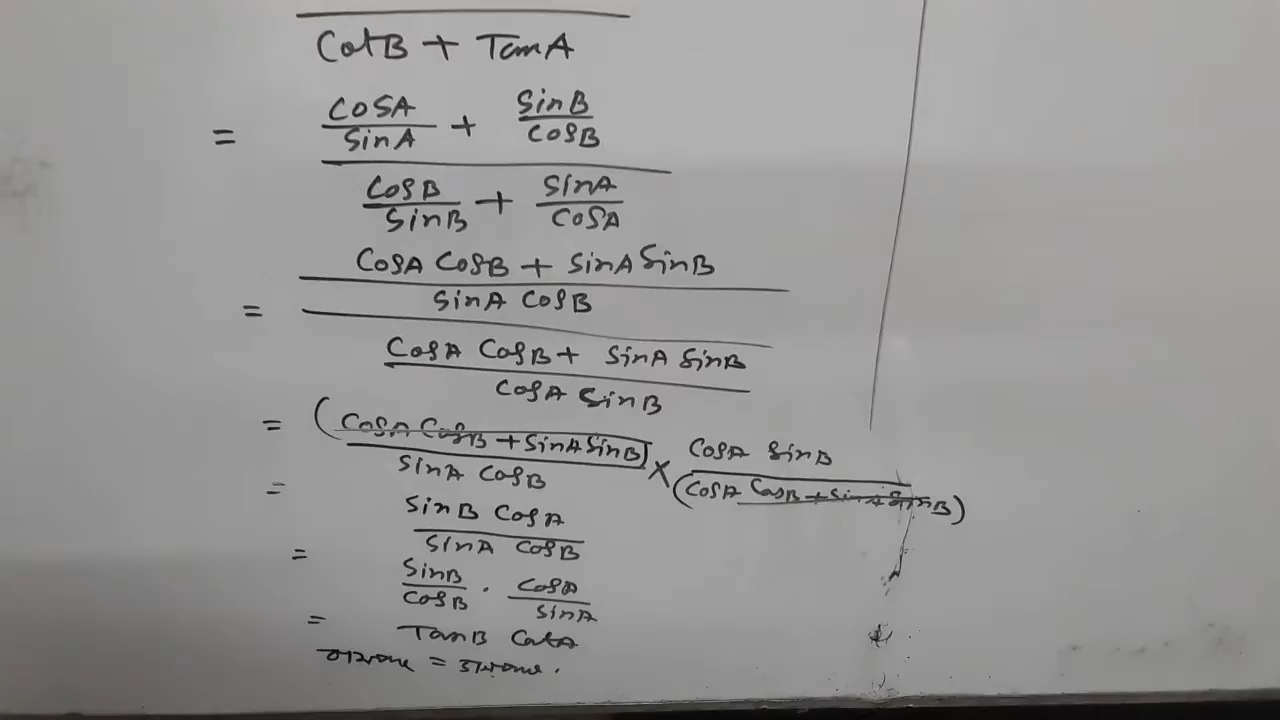 CotB + TanA
= CosA/SinA + SinB/CosB
CosB/SinB + SinA/CosA
= CosA CosB + SinA SinB
SinA CosB
CosA CosB + SinA SinB
CosA SinB
= (CosA CosB + SinA SinB)/SinA CosB × CosA SinB/(CosA CosB + SinA SinB)
= SinB CosA/SinA CosB
= SinB/CosB · CosA/SinA
= TanB CotA